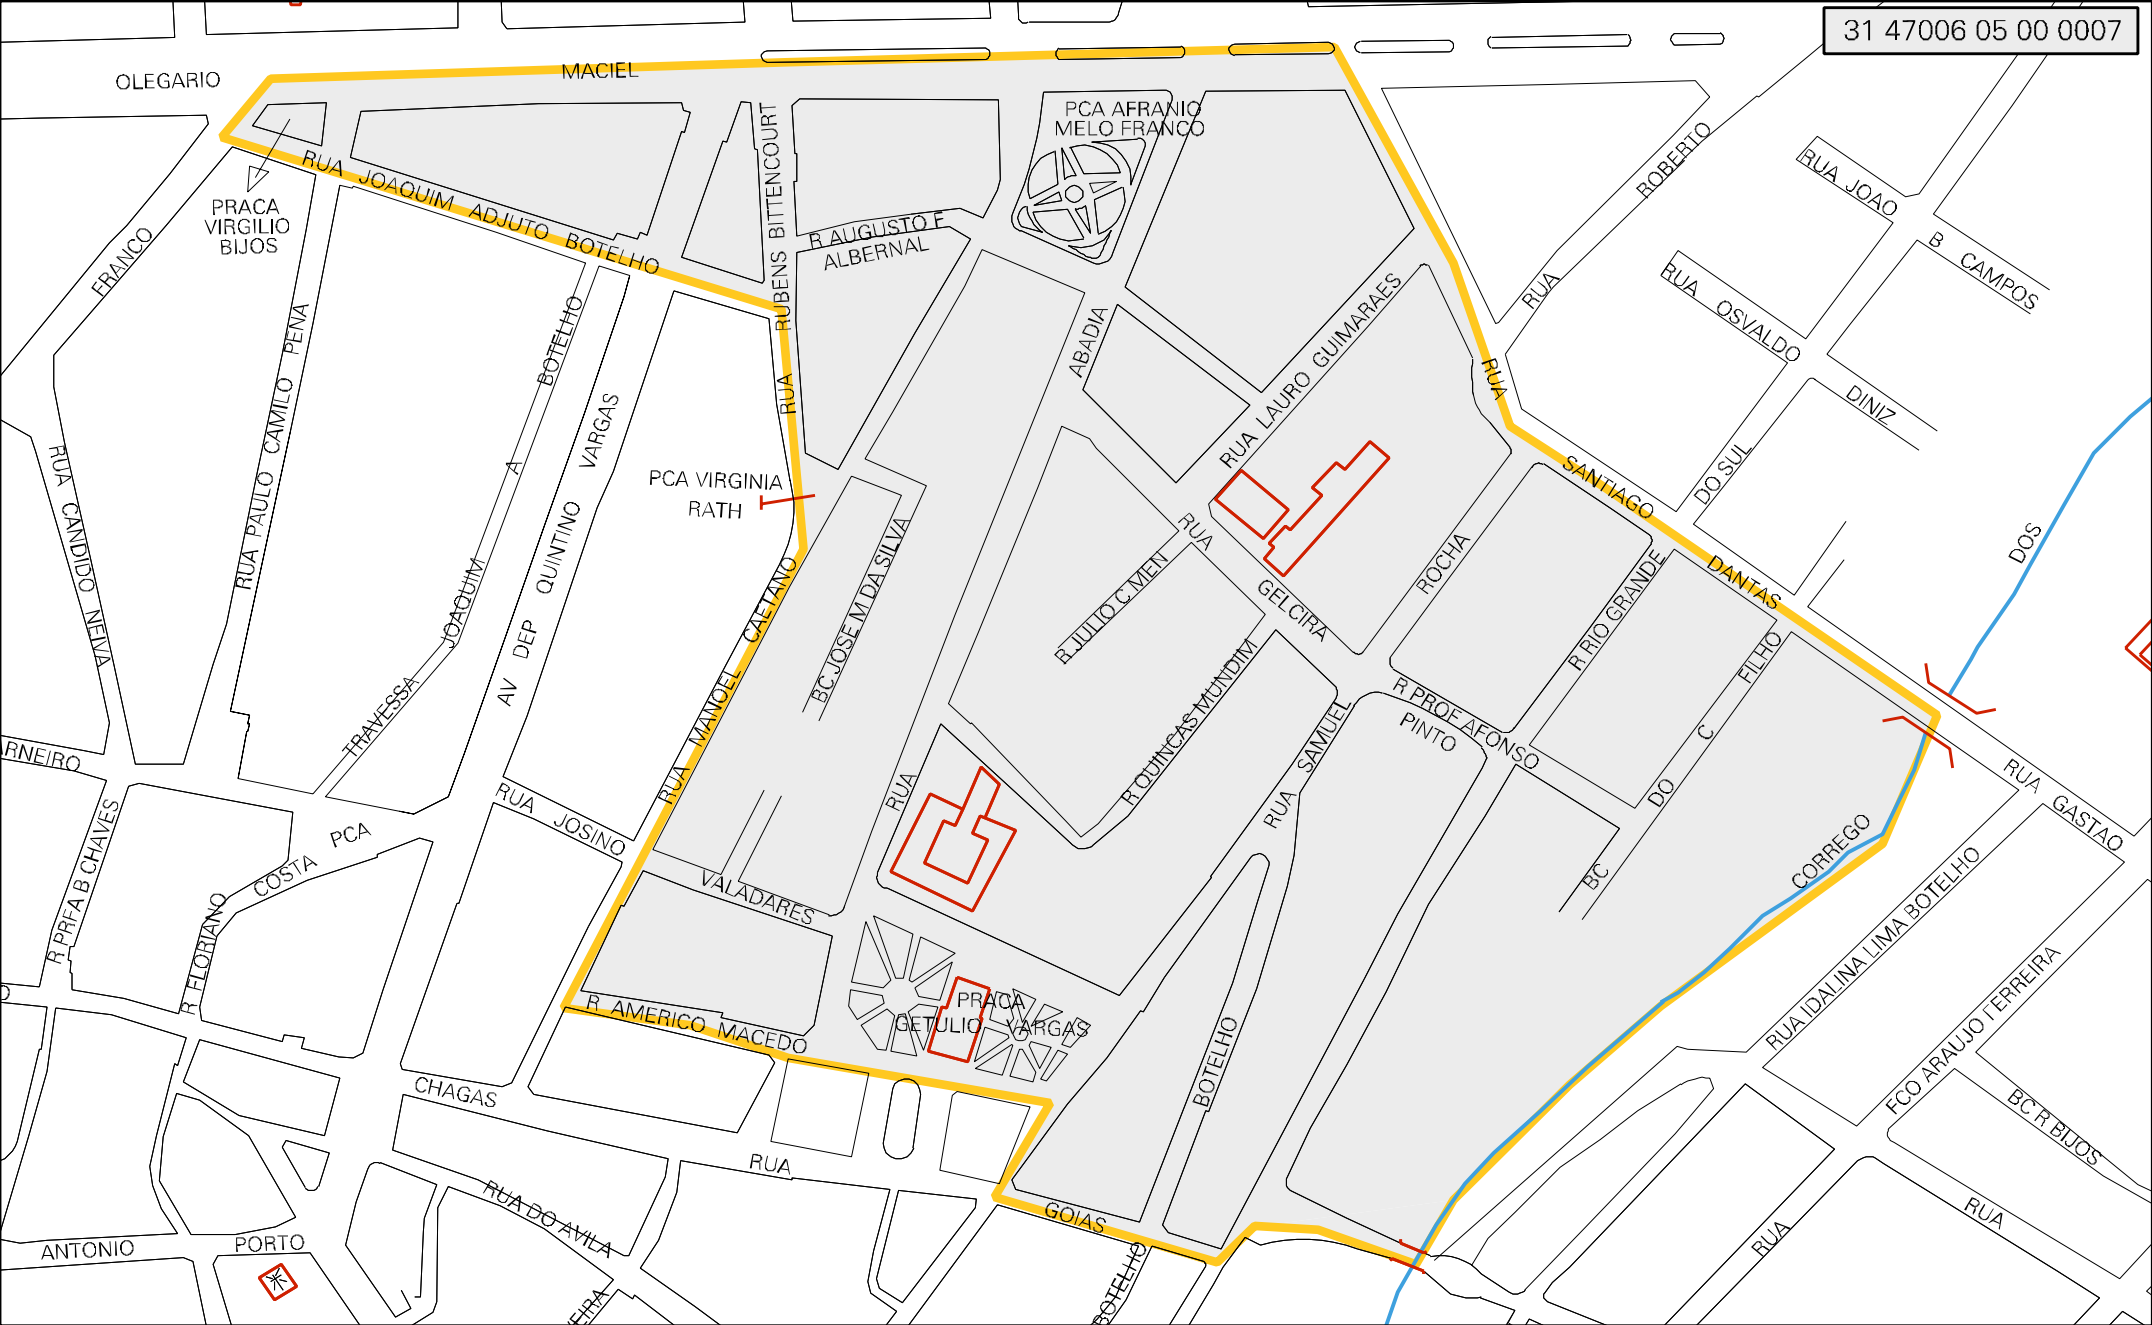 31 47006 05 00 0007
OLEGARIO
MACIEL
PCA AFRANIO
MELO FRANCO
RUA JOAQUIM ADJUTO BOTELHO
PRACA
VIRGILIO
BIJOS
FRANCO
RUA RUBENS BITTENCOURT
R AUGUSTO F
ALBERNAL
RUA ROBERTO
RUA JOAO
B CAMPOS
RUA OSVALDO
DINIZ
DO SUL
RUA PAULO CAMILO PENA
RUA CANDIDO NEIVA
TRAVESSA JOAQUIM A BOTELHO
AV DEP QUINTINO VARGAS
RUA ABADIA
RUA LAURO GUIMARAES
RUA SANTIAGO DANTAS
PCA VIRGINIA
RATH
BC JOSE M DA SILVA
RUA GELCIRA
R JULIO C MEN
RUA SAMUEL ROCHA
R RIO GRANDE
DOS
RUA MANOEL CAETANO
R QUINCAS MUNDIM
R PROF AFONSO
PINTO
BC DO C FILHO
CORREGO
RUA GASTAO
RUA JOSINO
VALADARES
ARNEIRO
R PRFA B CHAVES
PCA
COSTA
R FLORIANO
R AMERICO MACEDO
PRACA
GETULIO VARGAS
BOTELHO
RUA IDALINA LIMA BOTELHO
FCO ARAUJO FERREIRA
BC R BIJOS
CHAGAS
RUA
RUA DO AVILA
GOIAS
BOTELHO
RUA
RUA
ANTONIO
PORTO
EIRA
O